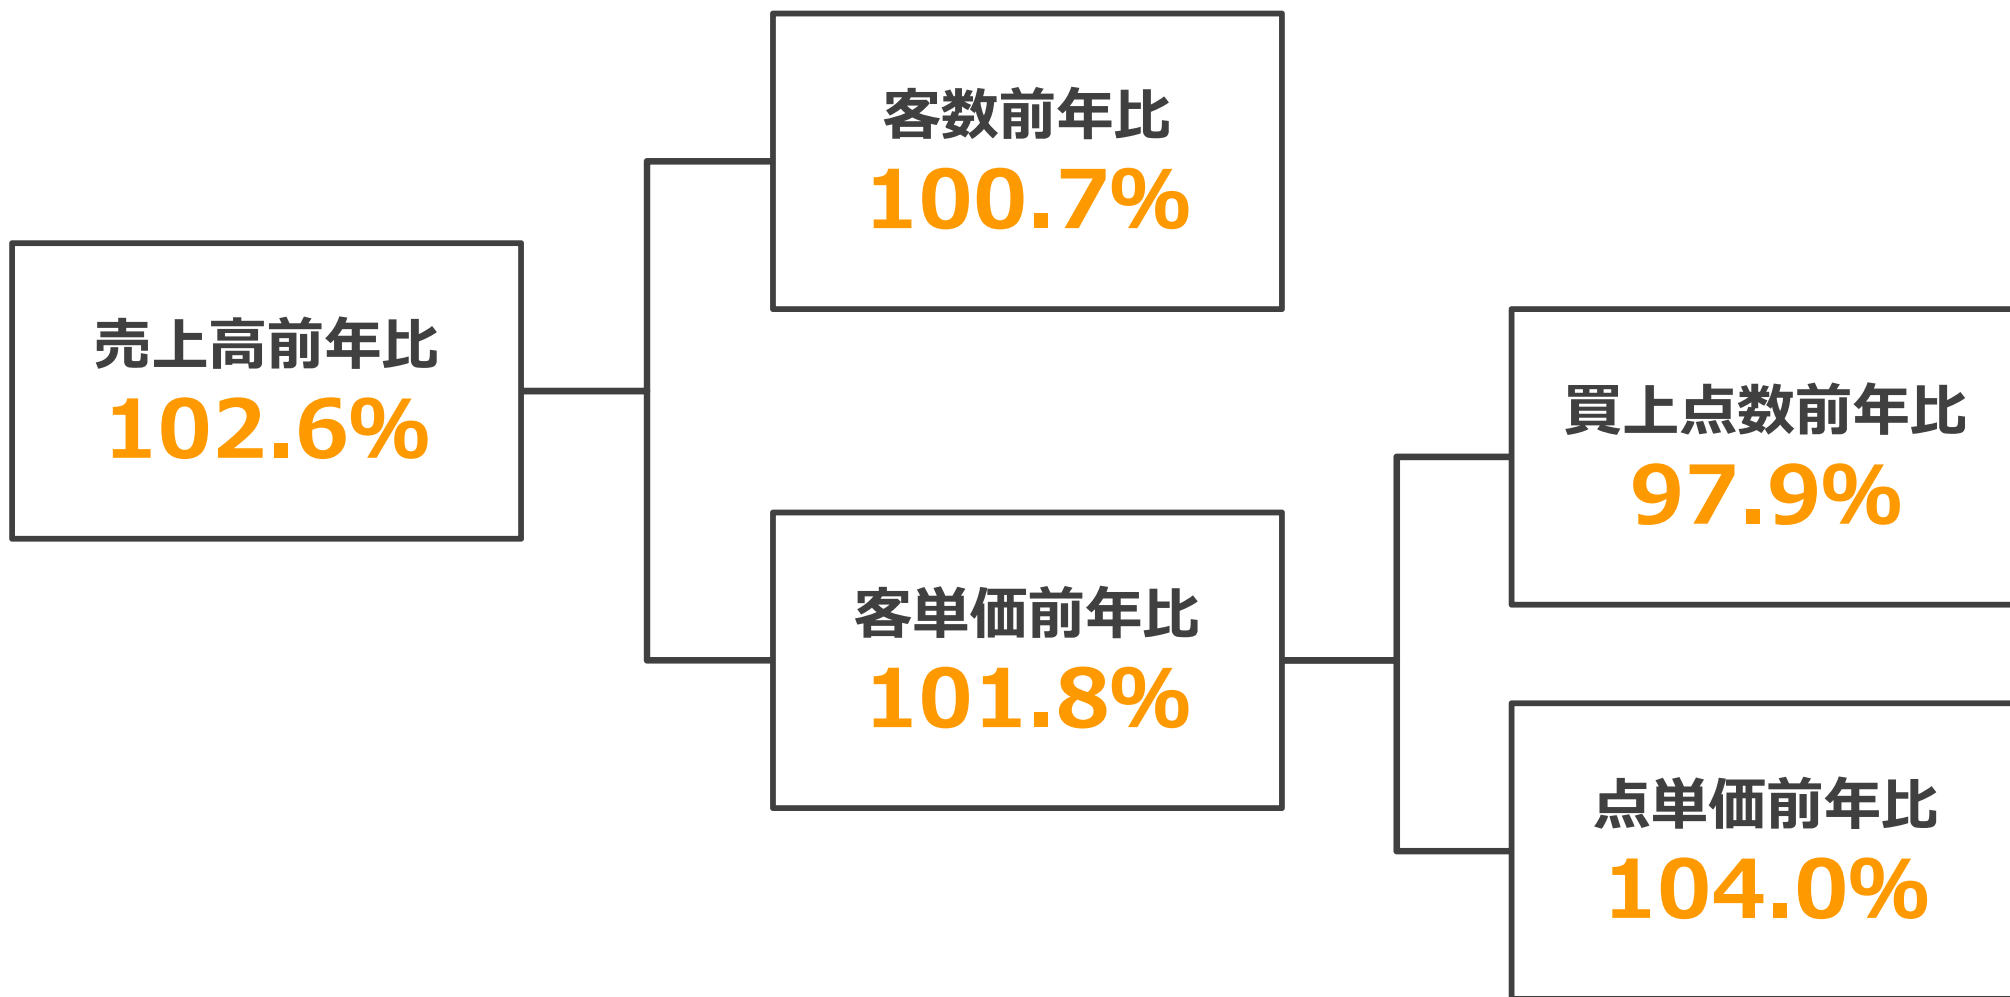 売上高前年比
102.6%
客数前年比
100.7%
客単価前年比
101.8%
買上点数前年比
97.9%
点単価前年比
104.0%